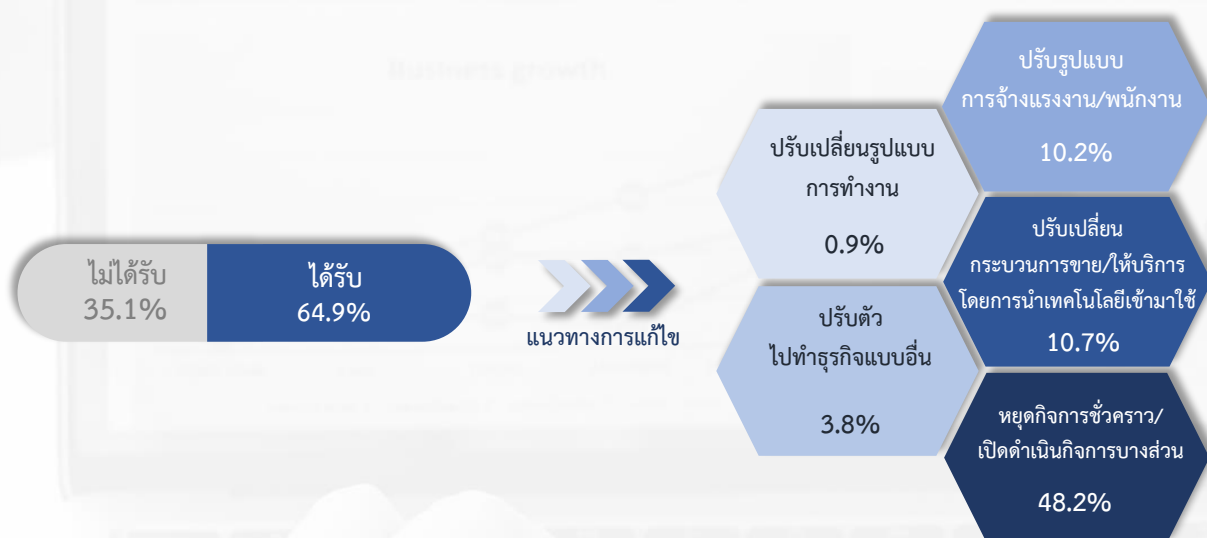 Business growth
ไม่ได้รับ
35.1%
ได้รับ
64.9%
แนวทางการแก้ไข
ปรับเปลี่ยนรูปแบบ
การทำงาน
0.9%
ปรับตัว
ไปทำธุรกิจแบบอื่น
3.8%
ปรับรูปแบบ
การจ้างแรงงาน/พนักงาน
10.2%
ปรับเปลี่ยน
กระบวนการขาย/ให้บริการ
โดยการนำเทคโนโลยีเข้ามาใช้
10.7%
หยุดกิจการชั่วคราว/
เปิดดำเนินกิจการบางส่วน
48.2%